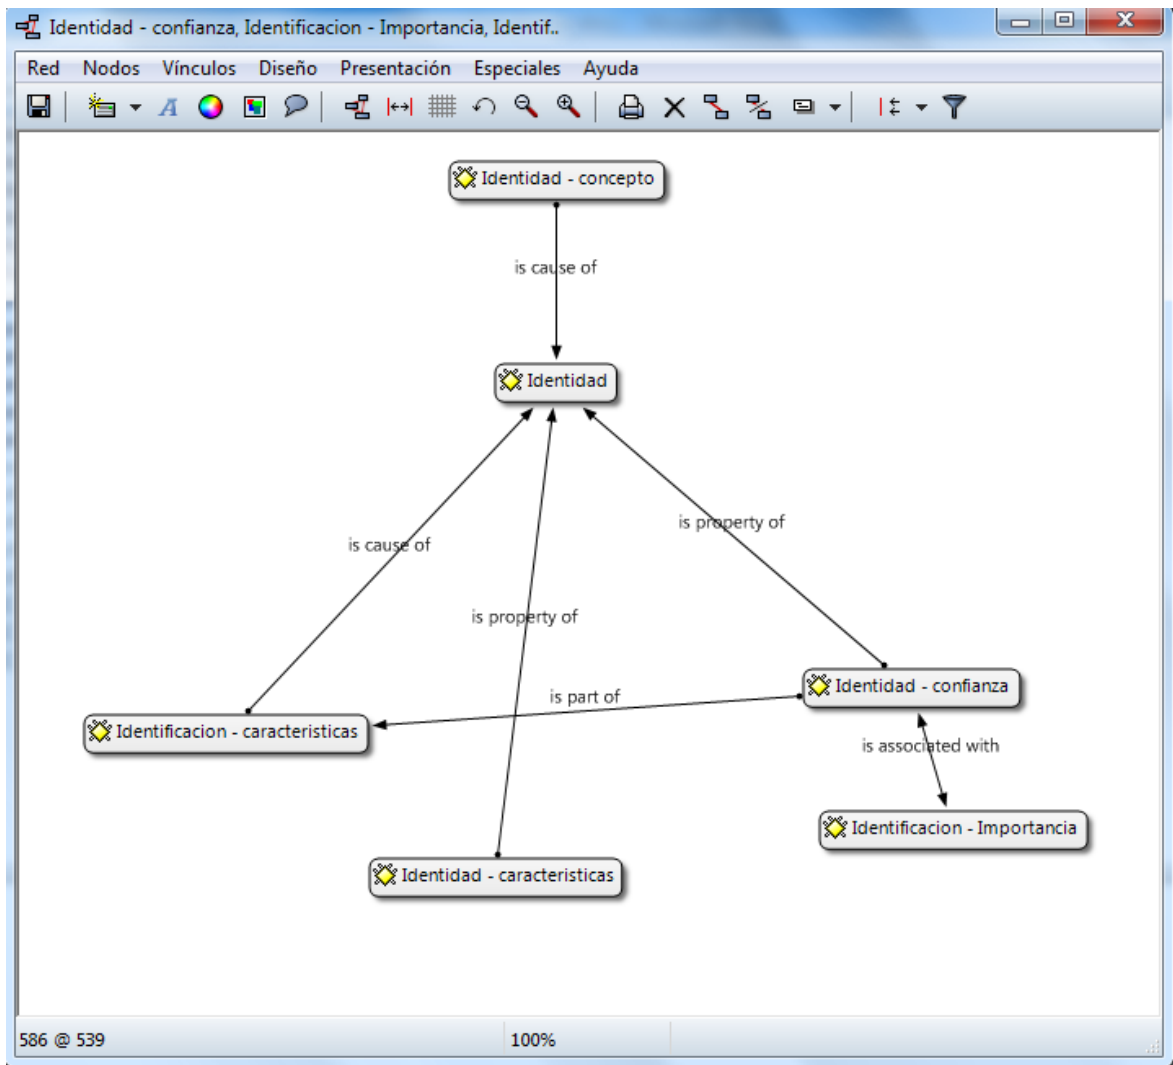 Identidad - confianza, Identificacion - Importancia, Identif..
Red Nodos Vínculos Diseño Presentación Especiales Ayuda
Identidad - concepto
is cause of
Identidad
is property of
is cause of
is property of
Identidad - confianza
is part of
Identificacion - caracteristicas
is associated with
Identificacion - Importancia
Identidad - caracteristicas
586 @ 539 100%